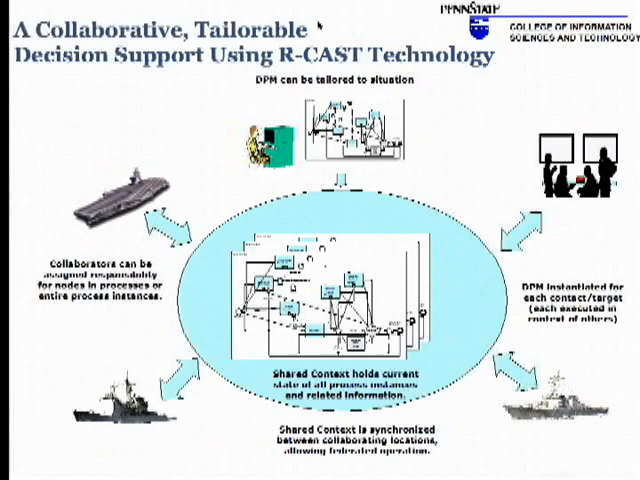 PENNSTATE
A Collaborative, Tailorable
Decision Support Using R-CAST Technology
COLLEGE OF INFORMATION
SCIENCES AND TECHNOLOGY
DPM can be tailored to situation
Collaborators can be
assigned responsibility
for nodes in processes or
entire process instances.
DPM instantiated for
each contact/target
(each executed in
context of others)
Shared Context holds current
state of all process instances
and related information.
Shared Context is synchronized
between collaborating locations,
allowing federated operation.